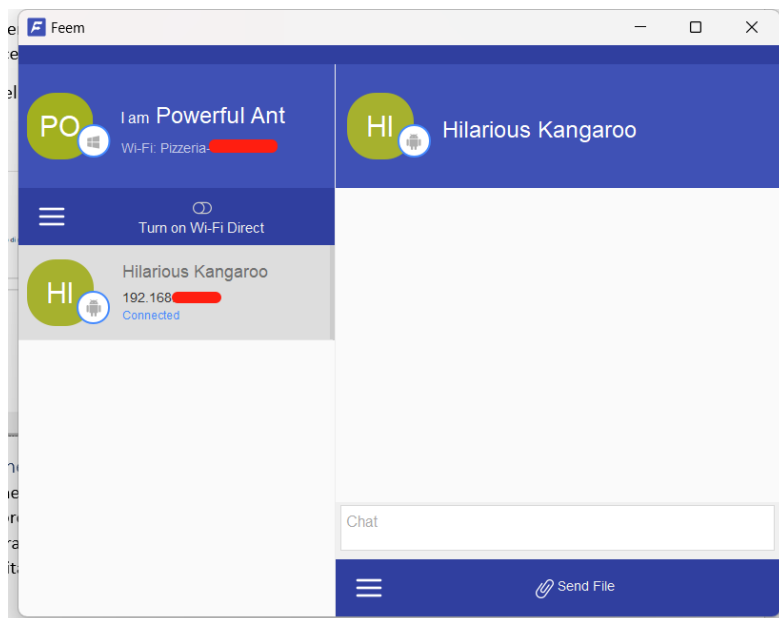 Feem
PO
I am Powerful Ant
Wi-Fi: Pizzeria-
HI
Hilarious Kangaroo
Turn on Wi-Fi Direct
HI
Hilarious Kangaroo
192.168
Connected
Chat
Send File